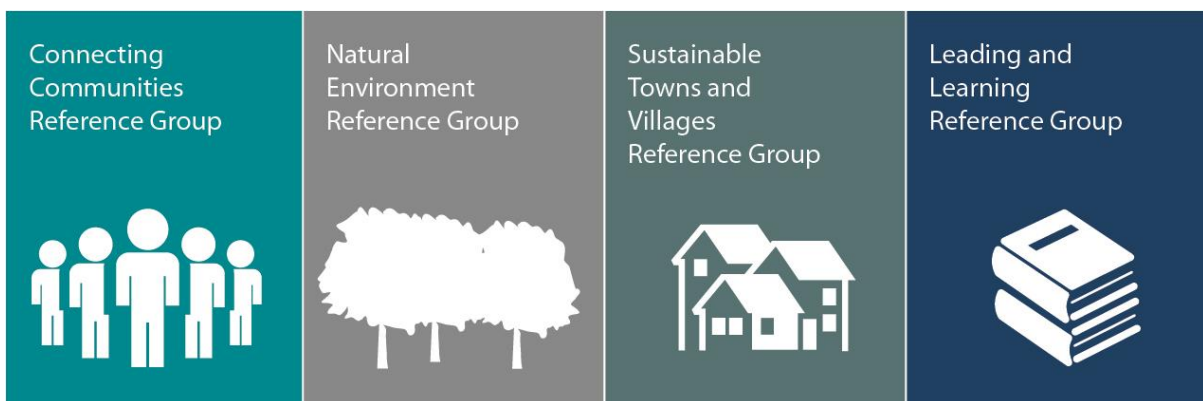 Connecting
Communities
Reference Group
Natural
Environment
Reference Group
Sustainable
Towns and
Villages
Reference Group
Leading and
Learning
Reference Group